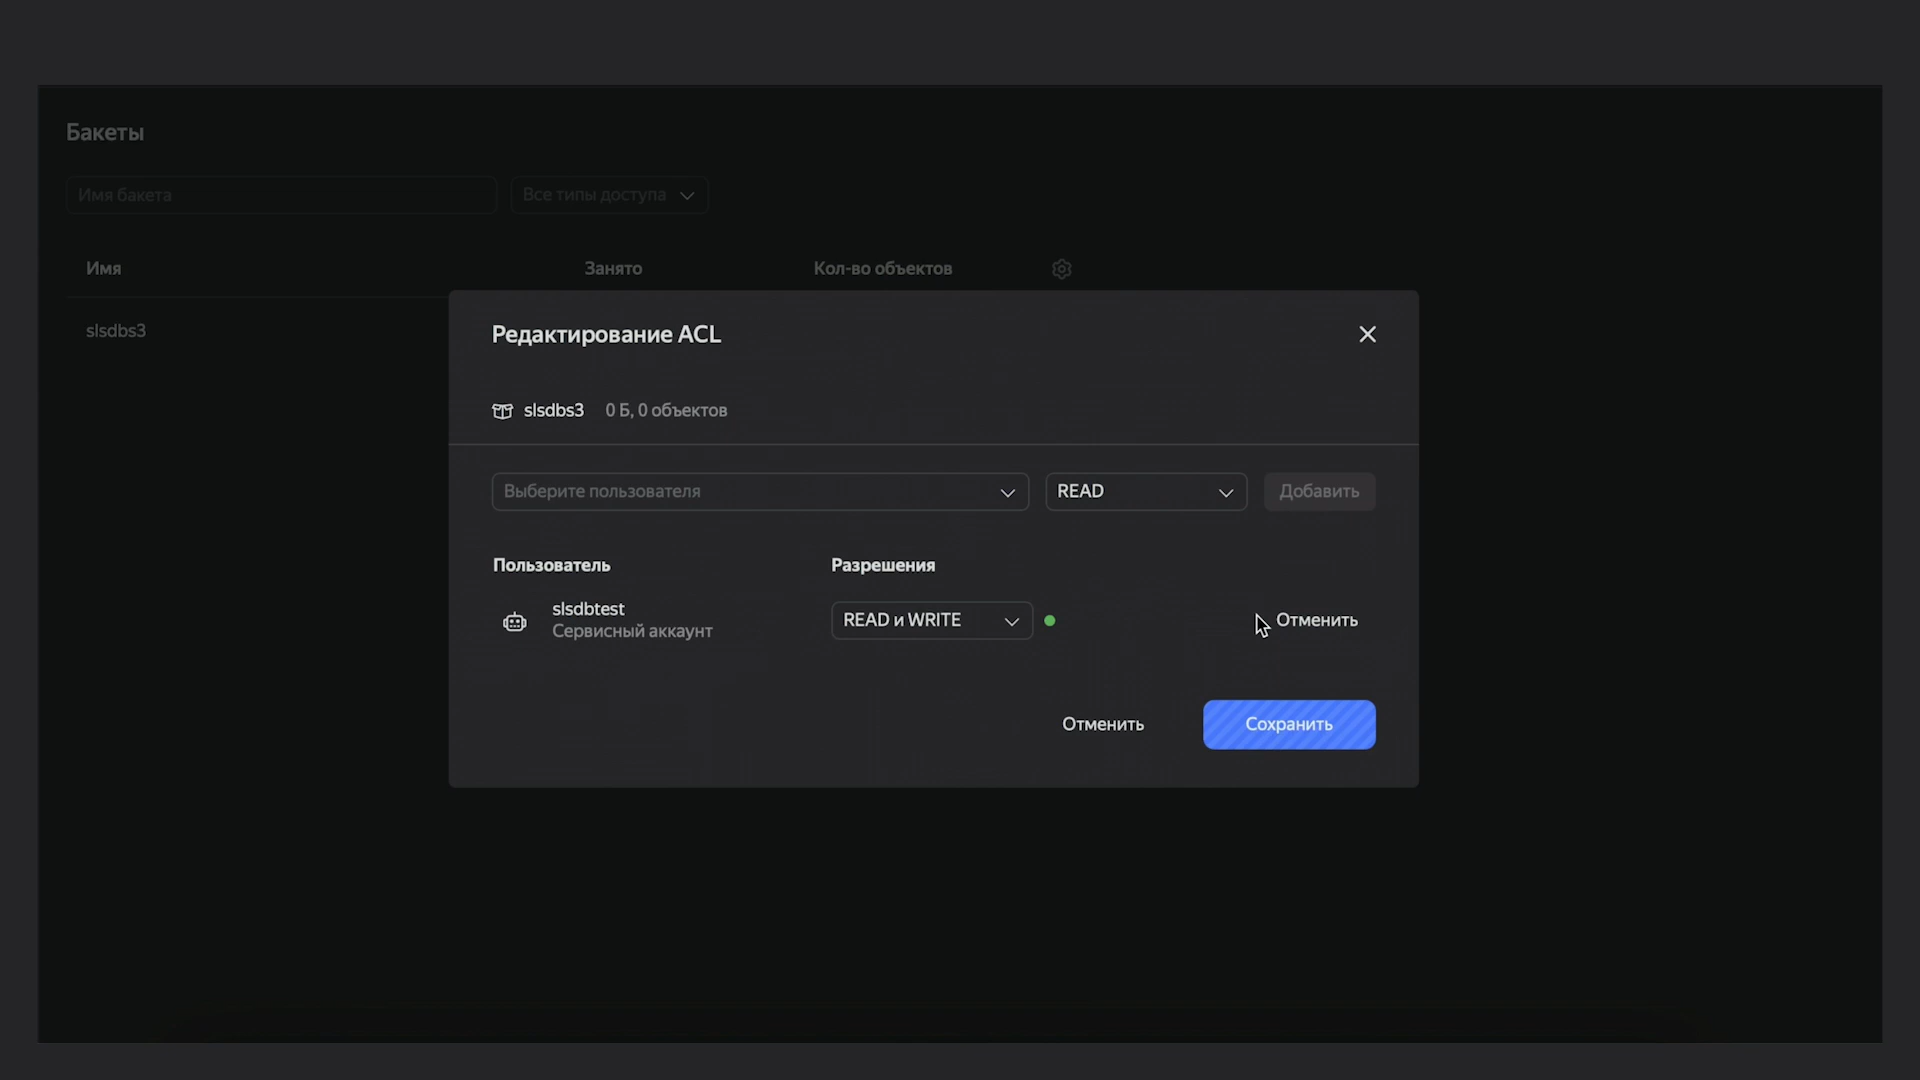 Бакеты
Имя бакета
Все типы доступа
Имя Занято Кол-во объектов
slsdbs3
Редактирование ACL
slsdbs3 0 Б, 0 объектов
Выберите пользователя READ Добавить
Пользователь Разрешения
slsdbtest
Сервисный аккаунт
READ и WRITE
Отменить
Отменить Сохранить